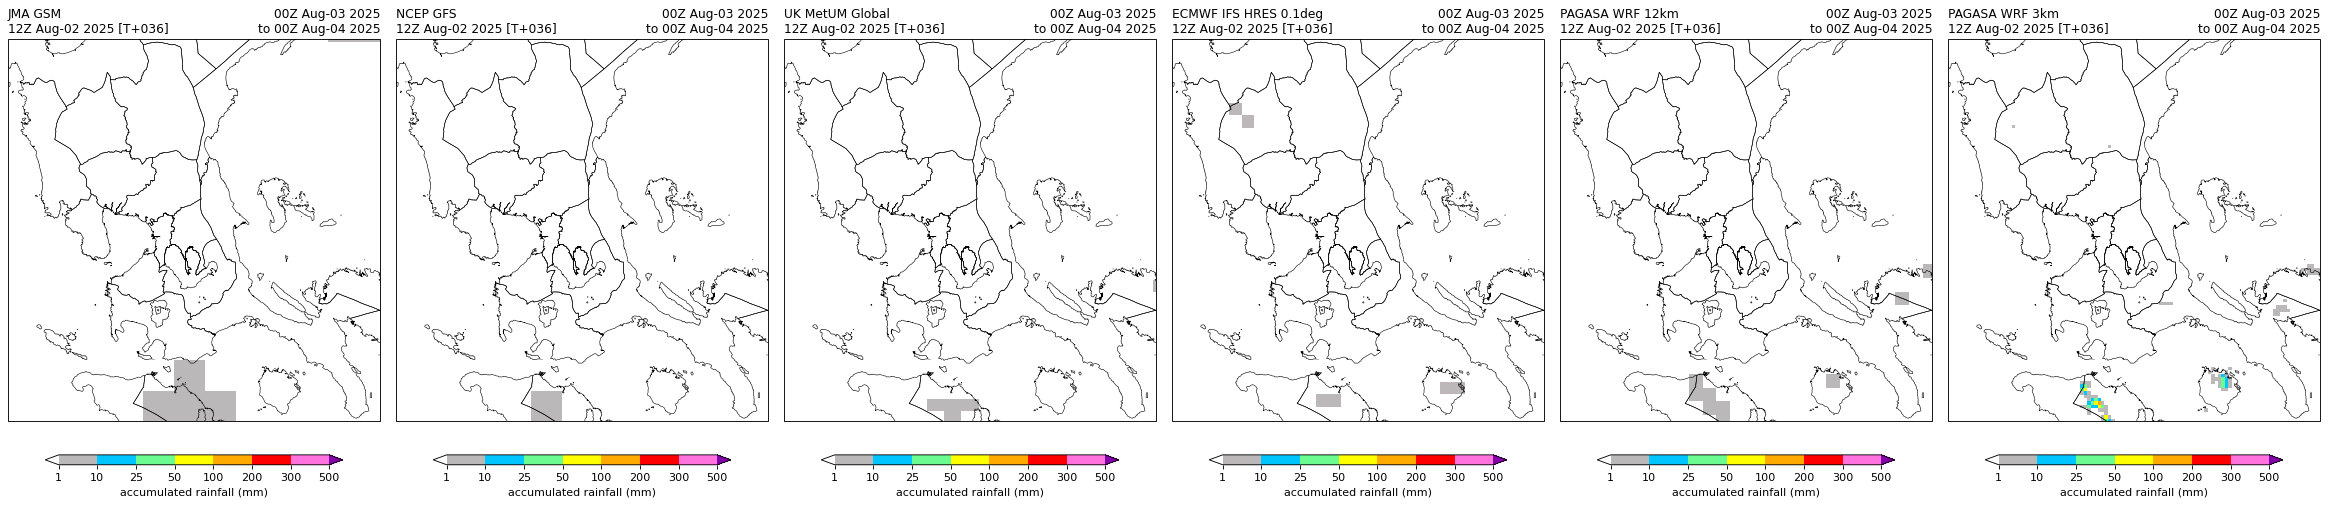 JMA GSM 00Z Aug-03 2025
12Z Aug-02 2025 [T+036] to 00Z Aug-04 2025
NCEP GFS 00Z Aug-03 2025
12Z Aug-02 2025 [T+036] to 00Z Aug-04 2025
UK MetUM Global 00Z Aug-03 2025
12Z Aug-02 2025 [T+036] to 00Z Aug-04 2025
ECMWF IFS HRES 0.1deg 00Z Aug-03 2025
12Z Aug-02 2025 [T+036] to 00Z Aug-04 2025
PAGASA WRF 12km 00Z Aug-03 2025
12Z Aug-02 2025 [T+036] to 00Z Aug-04 2025
PAGASA WRF 3km 00Z Aug-03 2025
12Z Aug-02 2025 [T+036] to 00Z Aug-04 2025
1 10 25 50 100 200 300 500
accumulated rainfall (mm)
1 10 25 50 100 200 300 500
accumulated rainfall (mm)
1 10 25 50 100 200 300 500
accumulated rainfall (mm)
1 10 25 50 100 200 300 500
accumulated rainfall (mm)
1 10 25 50 100 200 300 500
accumulated rainfall (mm)
1 10 25 50 100 200 300 500
accumulated rainfall (mm)